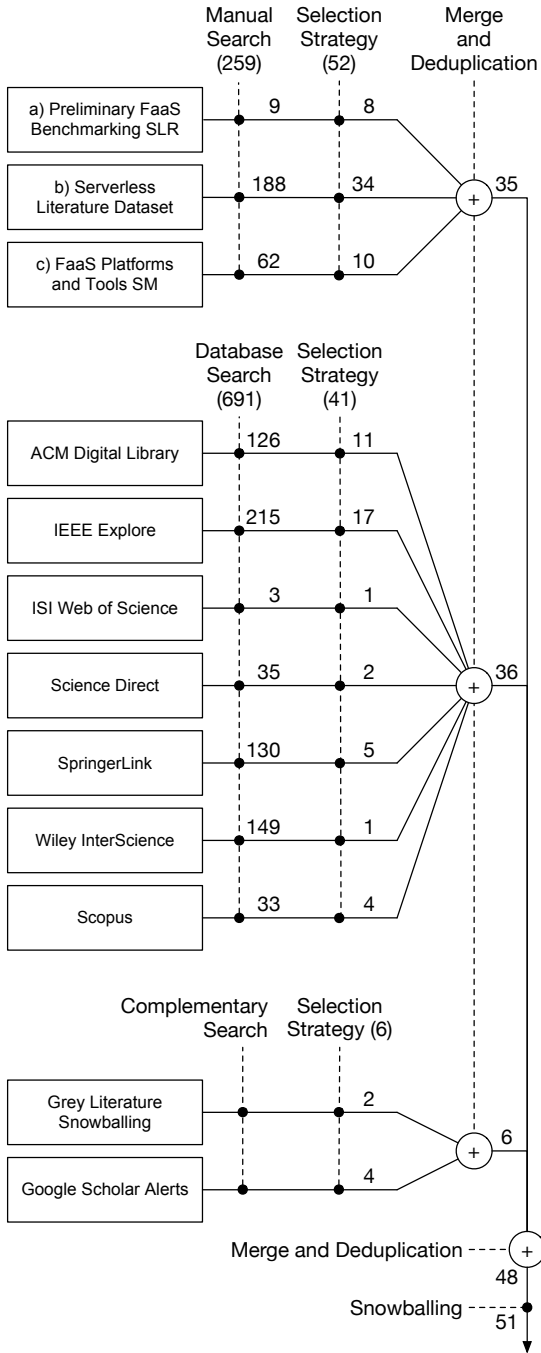 Manual
Search
(259)
Selection
Strategy
(52)
Merge
and
Deduplication
a) Preliminary FaaS
Benchmarking SLR
9
8
b) Serverless
Literature Dataset
188
34
+
35
c) FaaS Platforms
and Tools SM
62
10
Database
Search
(691)
Selection
Strategy
(41)
ACM Digital Library
126
11
IEEE Explore
215
17
ISI Web of Science
3
1
Science Direct
35
2
+
36
SpringerLink
130
5
Wiley InterScience
149
1
Scopus
33
4
Complementary
Search
Selection
Strategy (6)
Grey Literature
Snowballing
2
+
6
Google Scholar Alerts
4
Merge and Deduplication
+
48
Snowballing
51